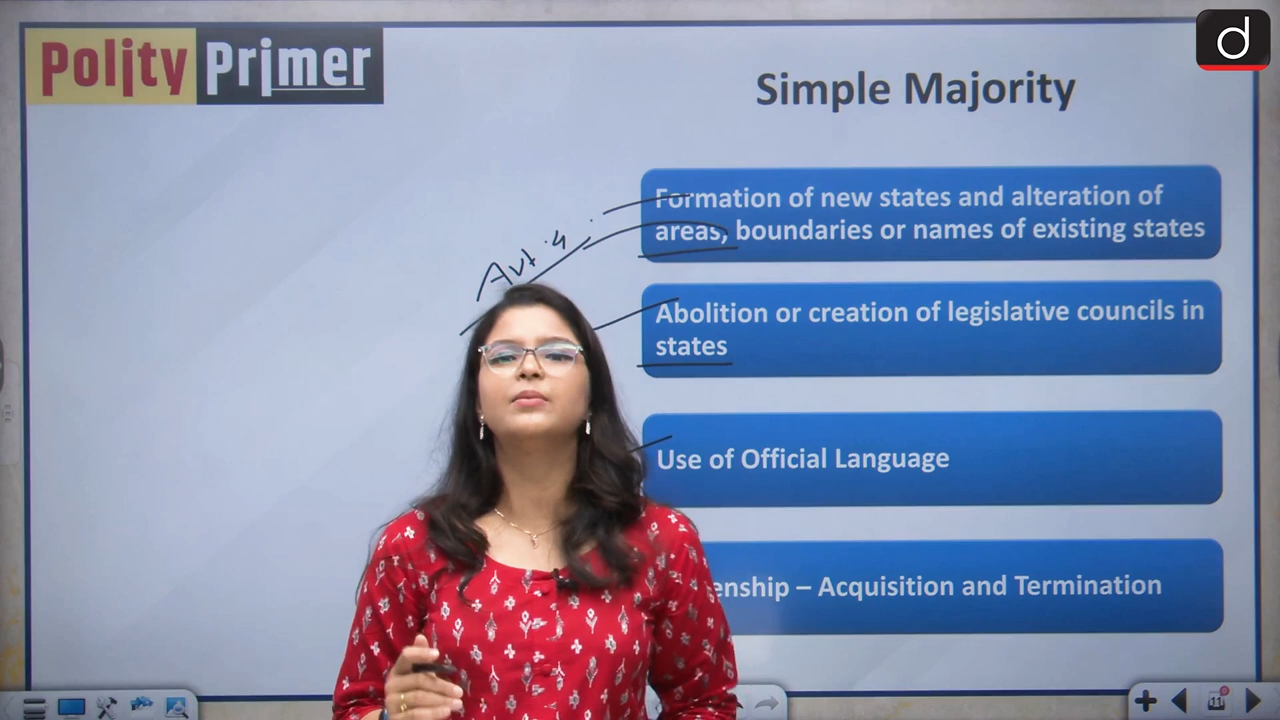 Polity Primer
d
Simple Majority
Formation of new states and alteration of
areas, boundaries or names of existing states
Art. 4
Abolition or creation of legislative councils in
states
Use of Official Language
enship – Acquisition and Termination
11